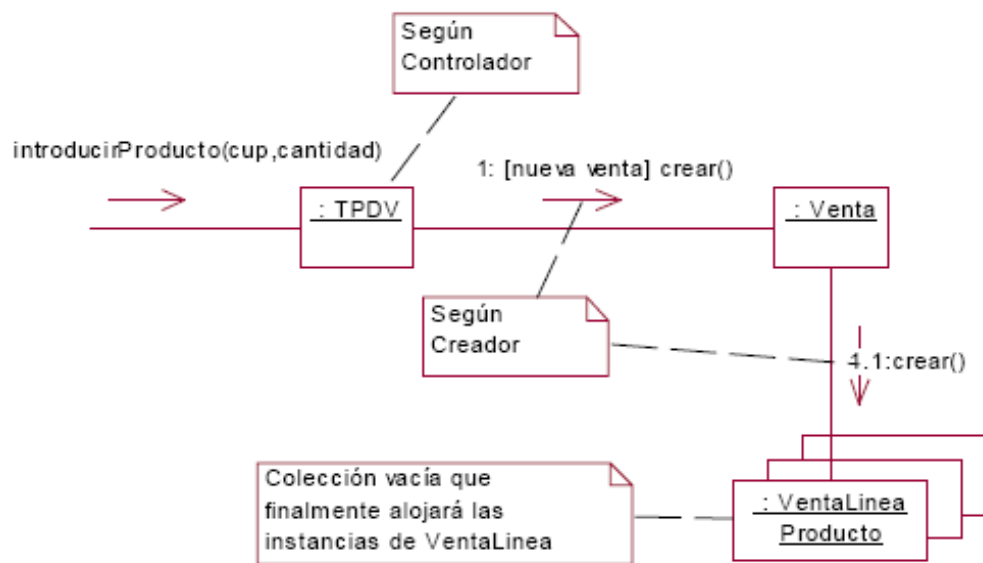 Según
Controlador
introducirProducto(cup,cantidad)
1: [nueva venta] crear()
: TPDV
: Venta
Según
Creador
4.1:crear()
Colección vacía que
finalmente alojará las
instancias de VentaLinea
: VentaLinea
Producto